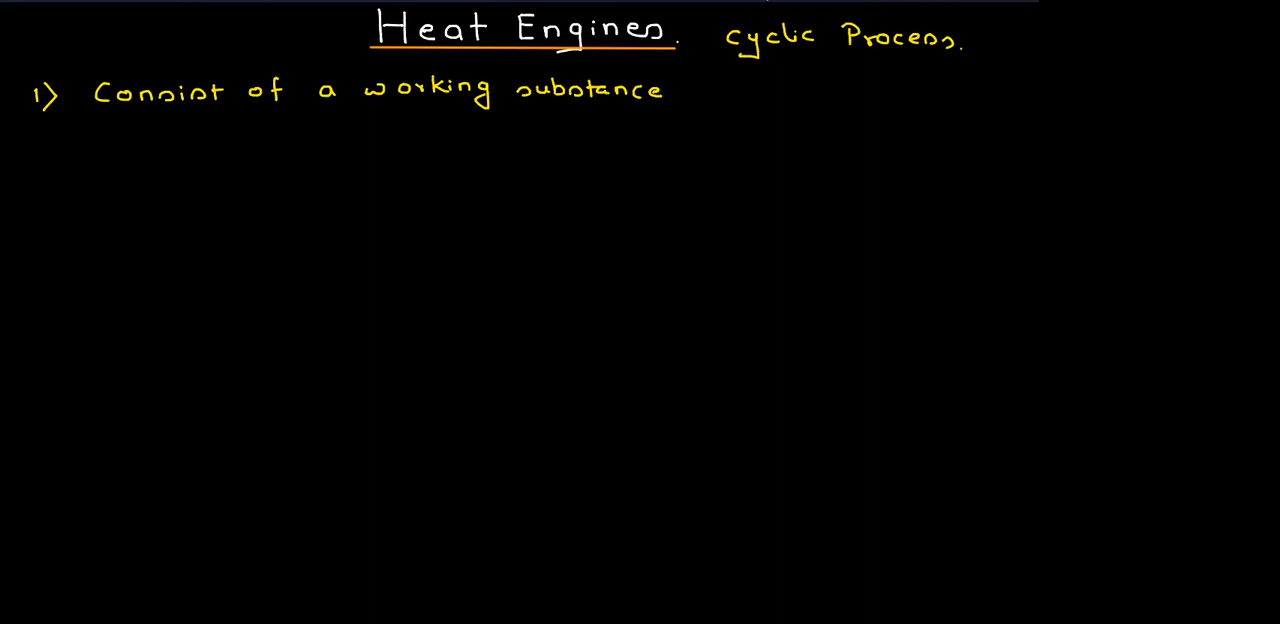 Heat Engines. Cyclic Process.
1) Consist of a working substance